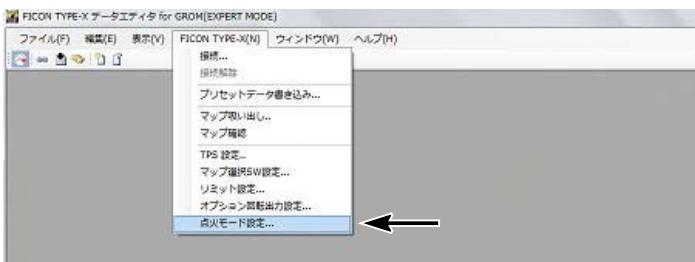 FICON TYPE-X データエディタ for GROM(EXPERT MODE)
ファイル(F) 編集(E) 表示(V) FICON TYPE-X(N) ウィンドウ(W) ヘルプ(H)
接続...
接続解除
プリセットデータ書き込み...
マップ吸い出し...
マップ確認
TPS 設定...
マップ選択SW設定...
リミット設定...
オプション回転出力設定...
点火モード設定...